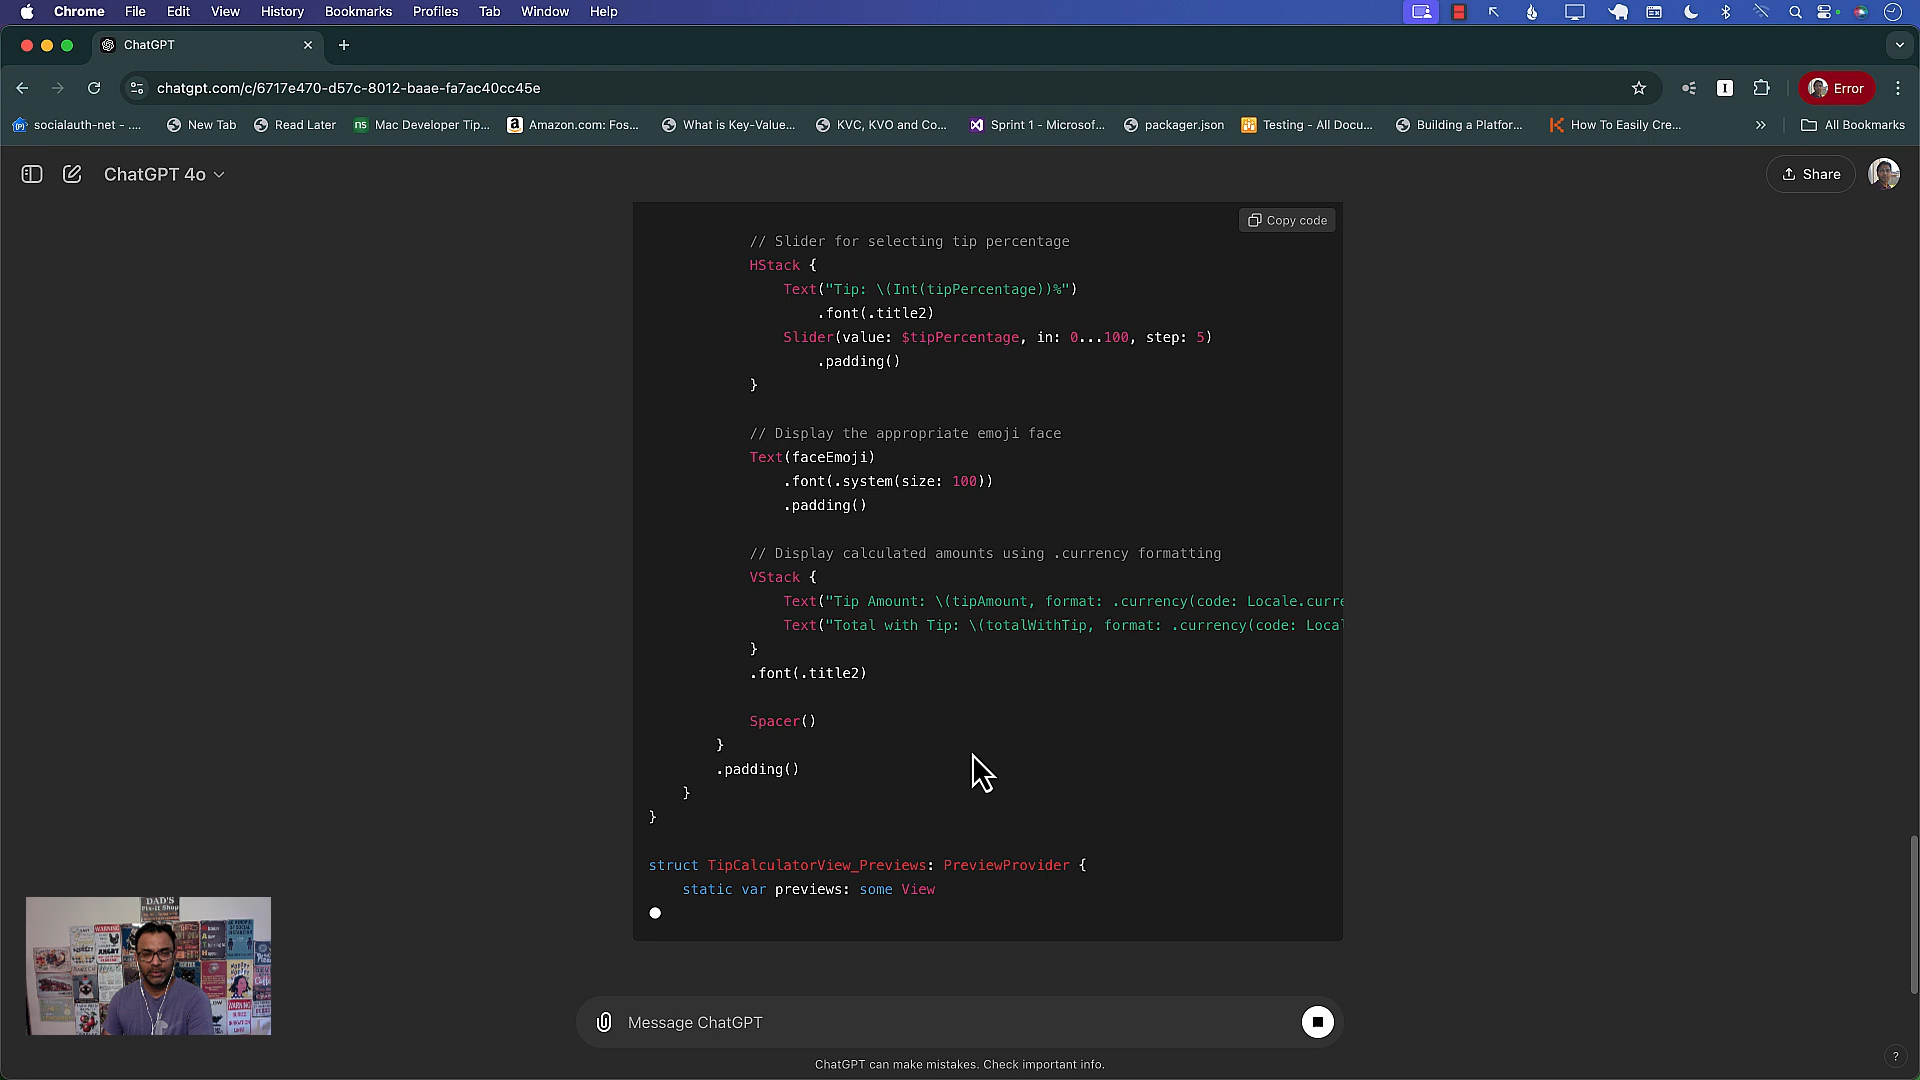 Chrome File Edit View History Bookmarks Profiles Tab Window Help
ChatGPT
chatgpt.com/c/6717e470-d57c-8012-baae-fa7ac40cc45e
Error
socialauth-net - .... New Tab Read Later Mac Developer Tip... Amazon.com: Fos... What is Key-Value... KVC, KVO and Co... Sprint 1 - Microsof... packager.json Testing - All Docu... Building a Platfor... How To Easily Cre... » All Bookmarks
ChatGPT 4o
Share
Copy code
// Slider for selecting tip percentage
HStack {
Text("Tip: \(Int(tipPercentage))%")
.font(.title2)
Slider(value: $tipPercentage, in: 0...100, step: 5)
.padding()
}
// Display the appropriate emoji face
Text(faceEmoji)
.font(.system(size: 100))
.padding()
// Display calculated amounts using .currency formatting
VStack {
Text("Tip Amount: \(tipAmount, format: .currency(code: Locale.curre
Text("Total with Tip: \(totalWithTip, format: .currency(code: Local
}
.font(.title2)
Spacer()
}
.padding()
}
}
struct TipCalculatorView_Previews: PreviewProvider {
static var previews: some View
DAD'S
Fix-It Shop
WARNING
ANGRY
WARNING
Message ChatGPT
ChatGPT can make mistakes. Check important info.
?